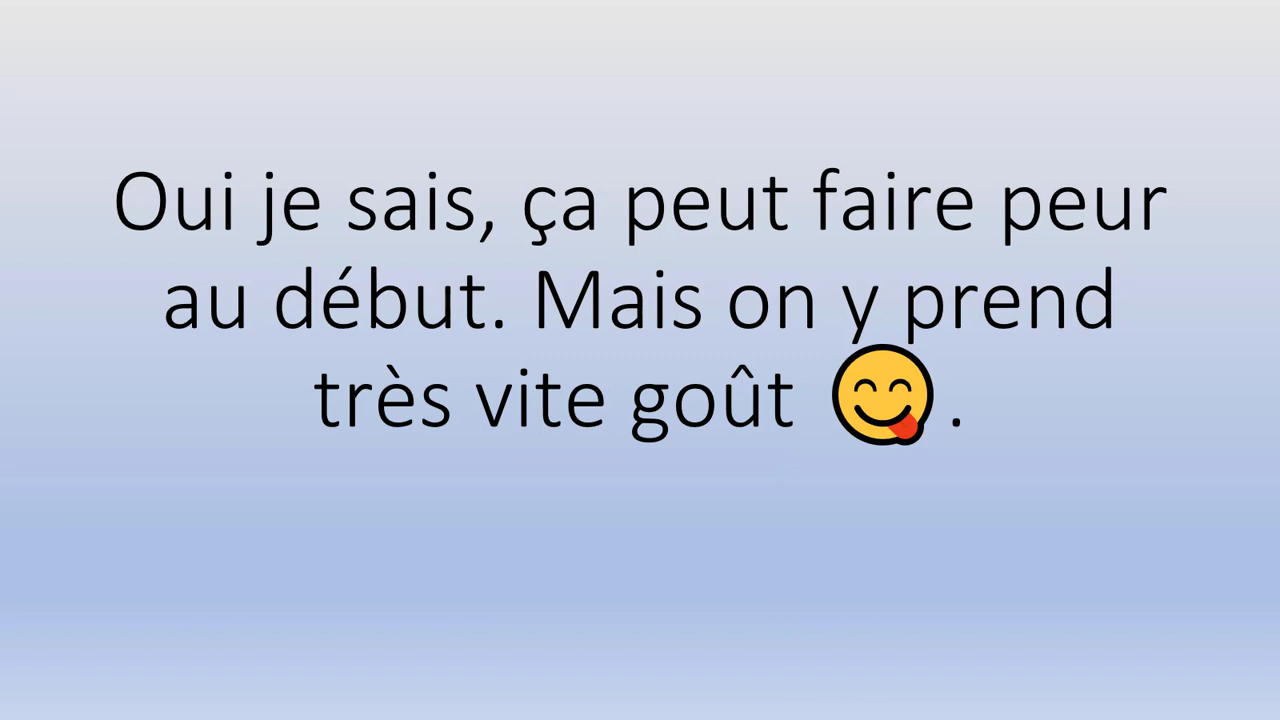 Oui je sais, ça peut faire peur
au début. Mais on y prend
très vite goût 😋.